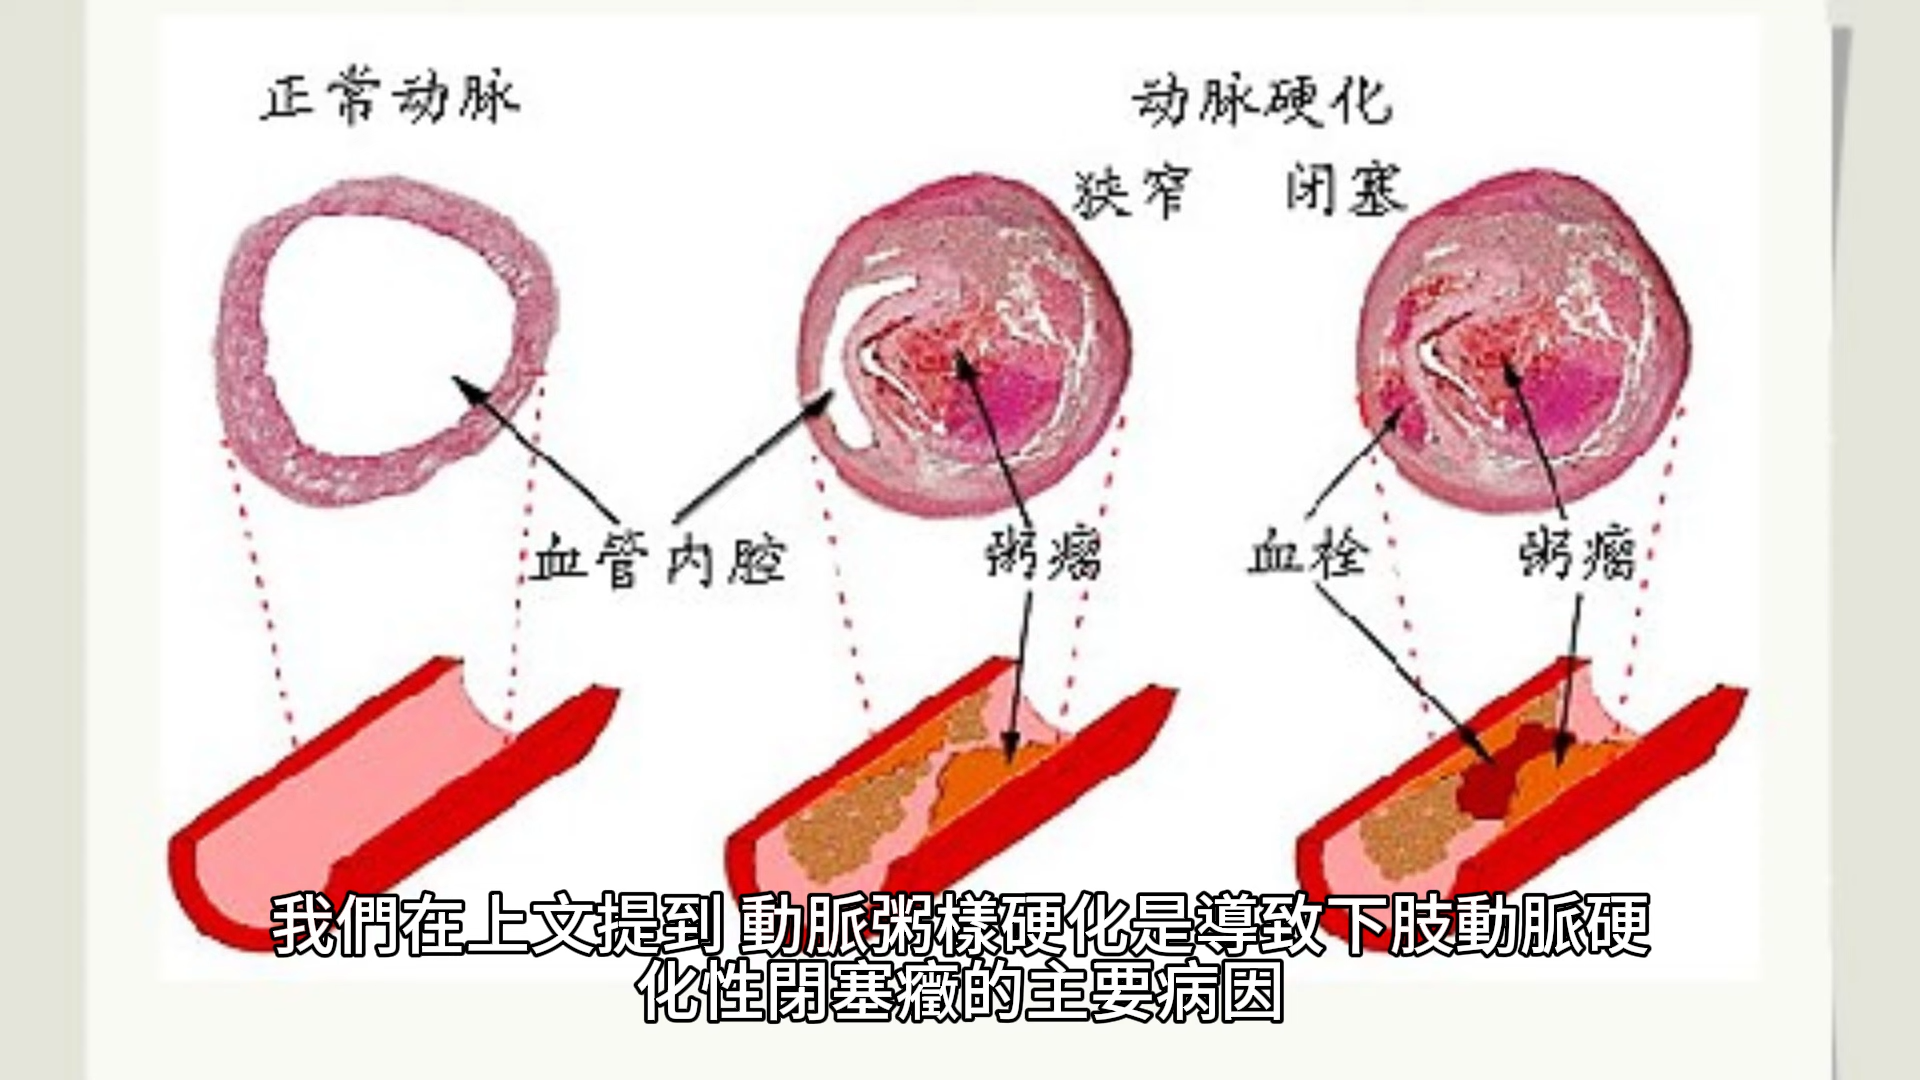 正常动脉
动脉硬化
狭窄 闭塞
血管内腔
粥瘤
血栓
粥瘤
我們在上文提到 動脈粥樣硬化是導致下肢動脈硬
化性閉塞癥的主要病因